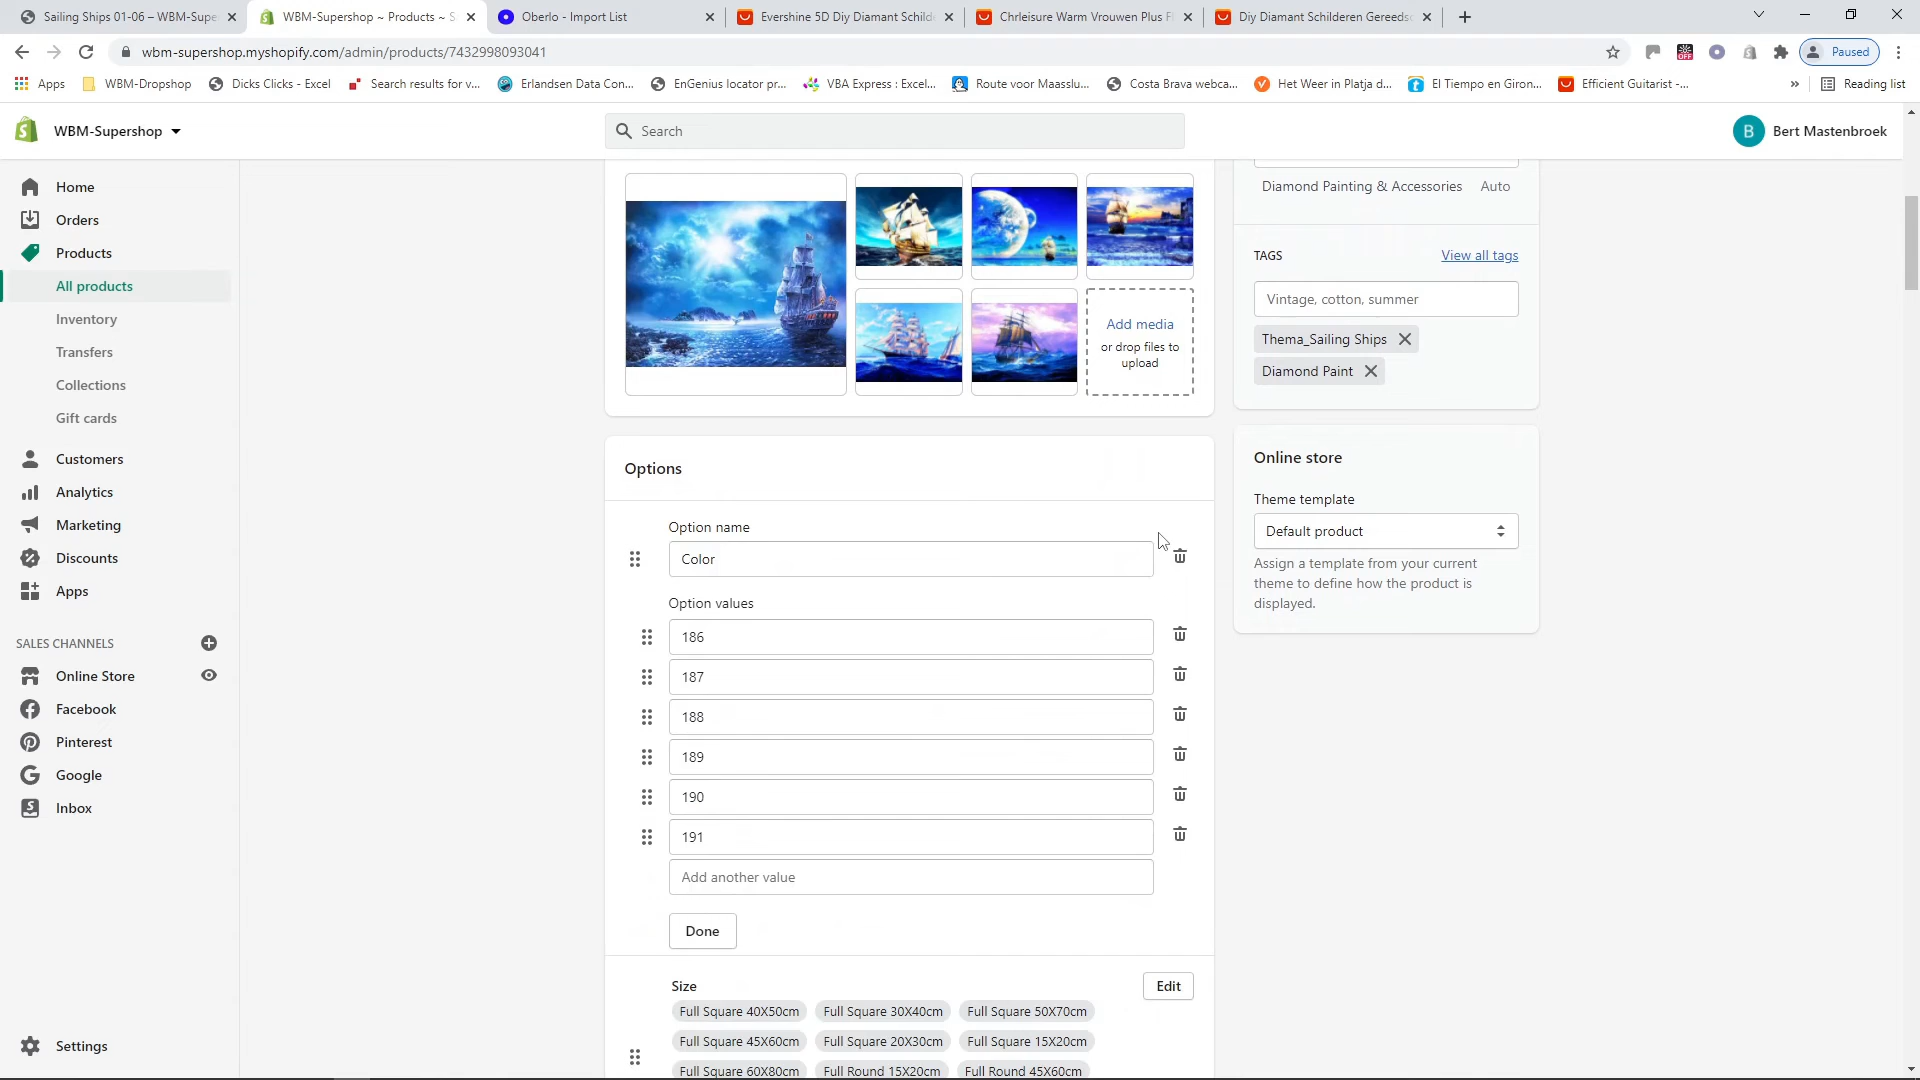 Sailing Ships 01-06 – WBM-Supe
WBM-Supershop ~ Products ~ S
Oberlo - Import List
Evershine 5D Diy Diamant Schilde
Chrleisure Warm Vrouwen Plus F
Diy Diamant Schilderen Gereedsc
wbm-supershop.myshopify.com/admin/products/7432998093041
Paused
Apps
WBM-Dropshop
Dicks Clicks - Excel
Search results for v...
Erlandsen Data Con...
EnGenius locator pr...
VBA Express : Excel...
Route voor Maasslu...
Costa Brava webca...
Het Weer in Platja d...
El Tiempo en Giron...
Efficient Guitarist -...
»
Reading list
WBM-Supershop
Search
B
Bert Mastenbroek
Home
Orders
Products
All products
Inventory
Transfers
Collections
Gift cards
Customers
Analytics
Marketing
Discounts
Apps
SALES CHANNELS
Online Store
Facebook
Pinterest
Google
Inbox
Settings
Add media
or drop files to
upload
Options
Option name
Color
Option values
186
187
188
189
190
191
Add another value
Done
Size
Edit
Full Square 40X50cm
Full Square 30X40cm
Full Square 50X70cm
Full Square 45X60cm
Full Square 20X30cm
Full Square 15X20cm
Full Square 60X80cm
Full Round 15X20cm
Full Round 45X60cm
Diamond Painting & Accessories Auto
TAGS
View all tags
Vintage, cotton, summer
Thema_Sailing Ships
Diamond Paint
Online store
Theme template
Default product
Assign a template from your current
theme to define how the product is
displayed.